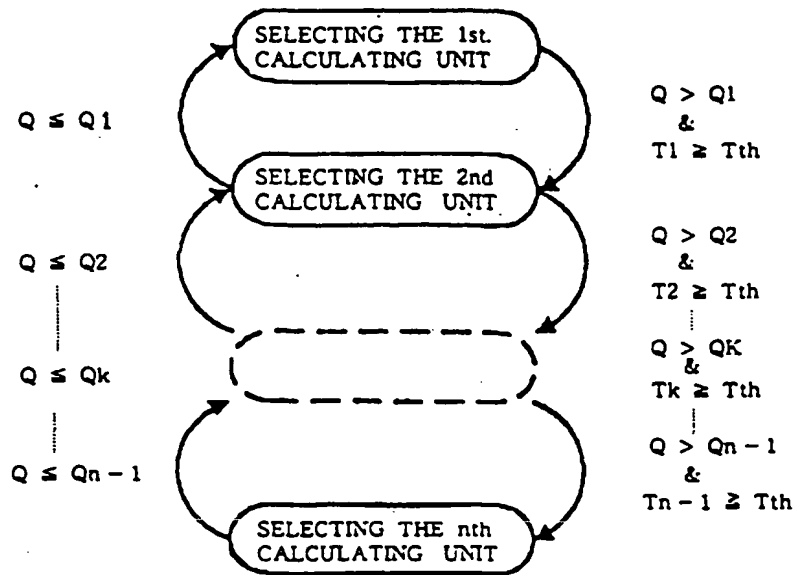 SELECTING THE 1st.
CALCULATING UNIT
Q ≦ Q1
Q > Q1
&
T1 ≧ Tth
SELECTING THE 2nd
CALCULATING UNIT
Q ≦ Q2
Q > Q2
&
T2 ≧ Tth
Q ≦ Qk
Q > QK
&
Tk ≧ Tth
Q ≦ Qn-1
Q > Qn-1
&
Tn-1 ≧ Tth
SELECTING THE nth
CALCULATING UNIT